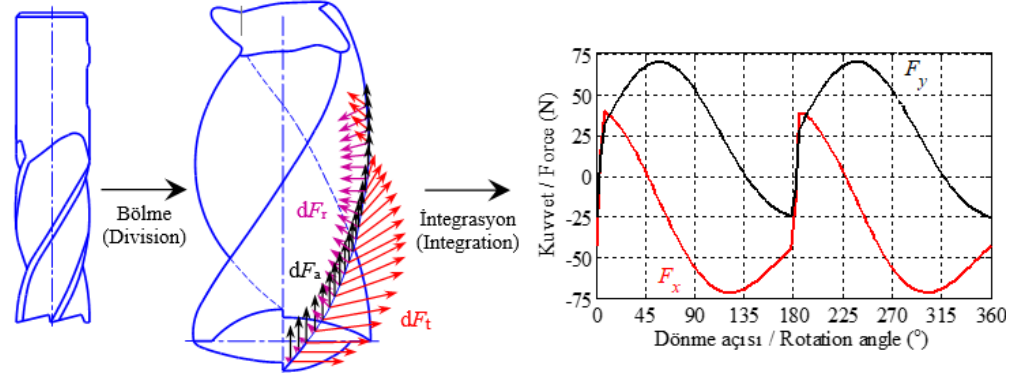 Bölme
(Division)
dFr
dFa
dFt
İntegrasyon
(Integration)
Kuvvet / Force (N)
75
50
25
0
-25
-50
-75
Fy
Fx
0 45 90 135 180 225 270 315 360
Dönme açısı / Rotation angle (°)